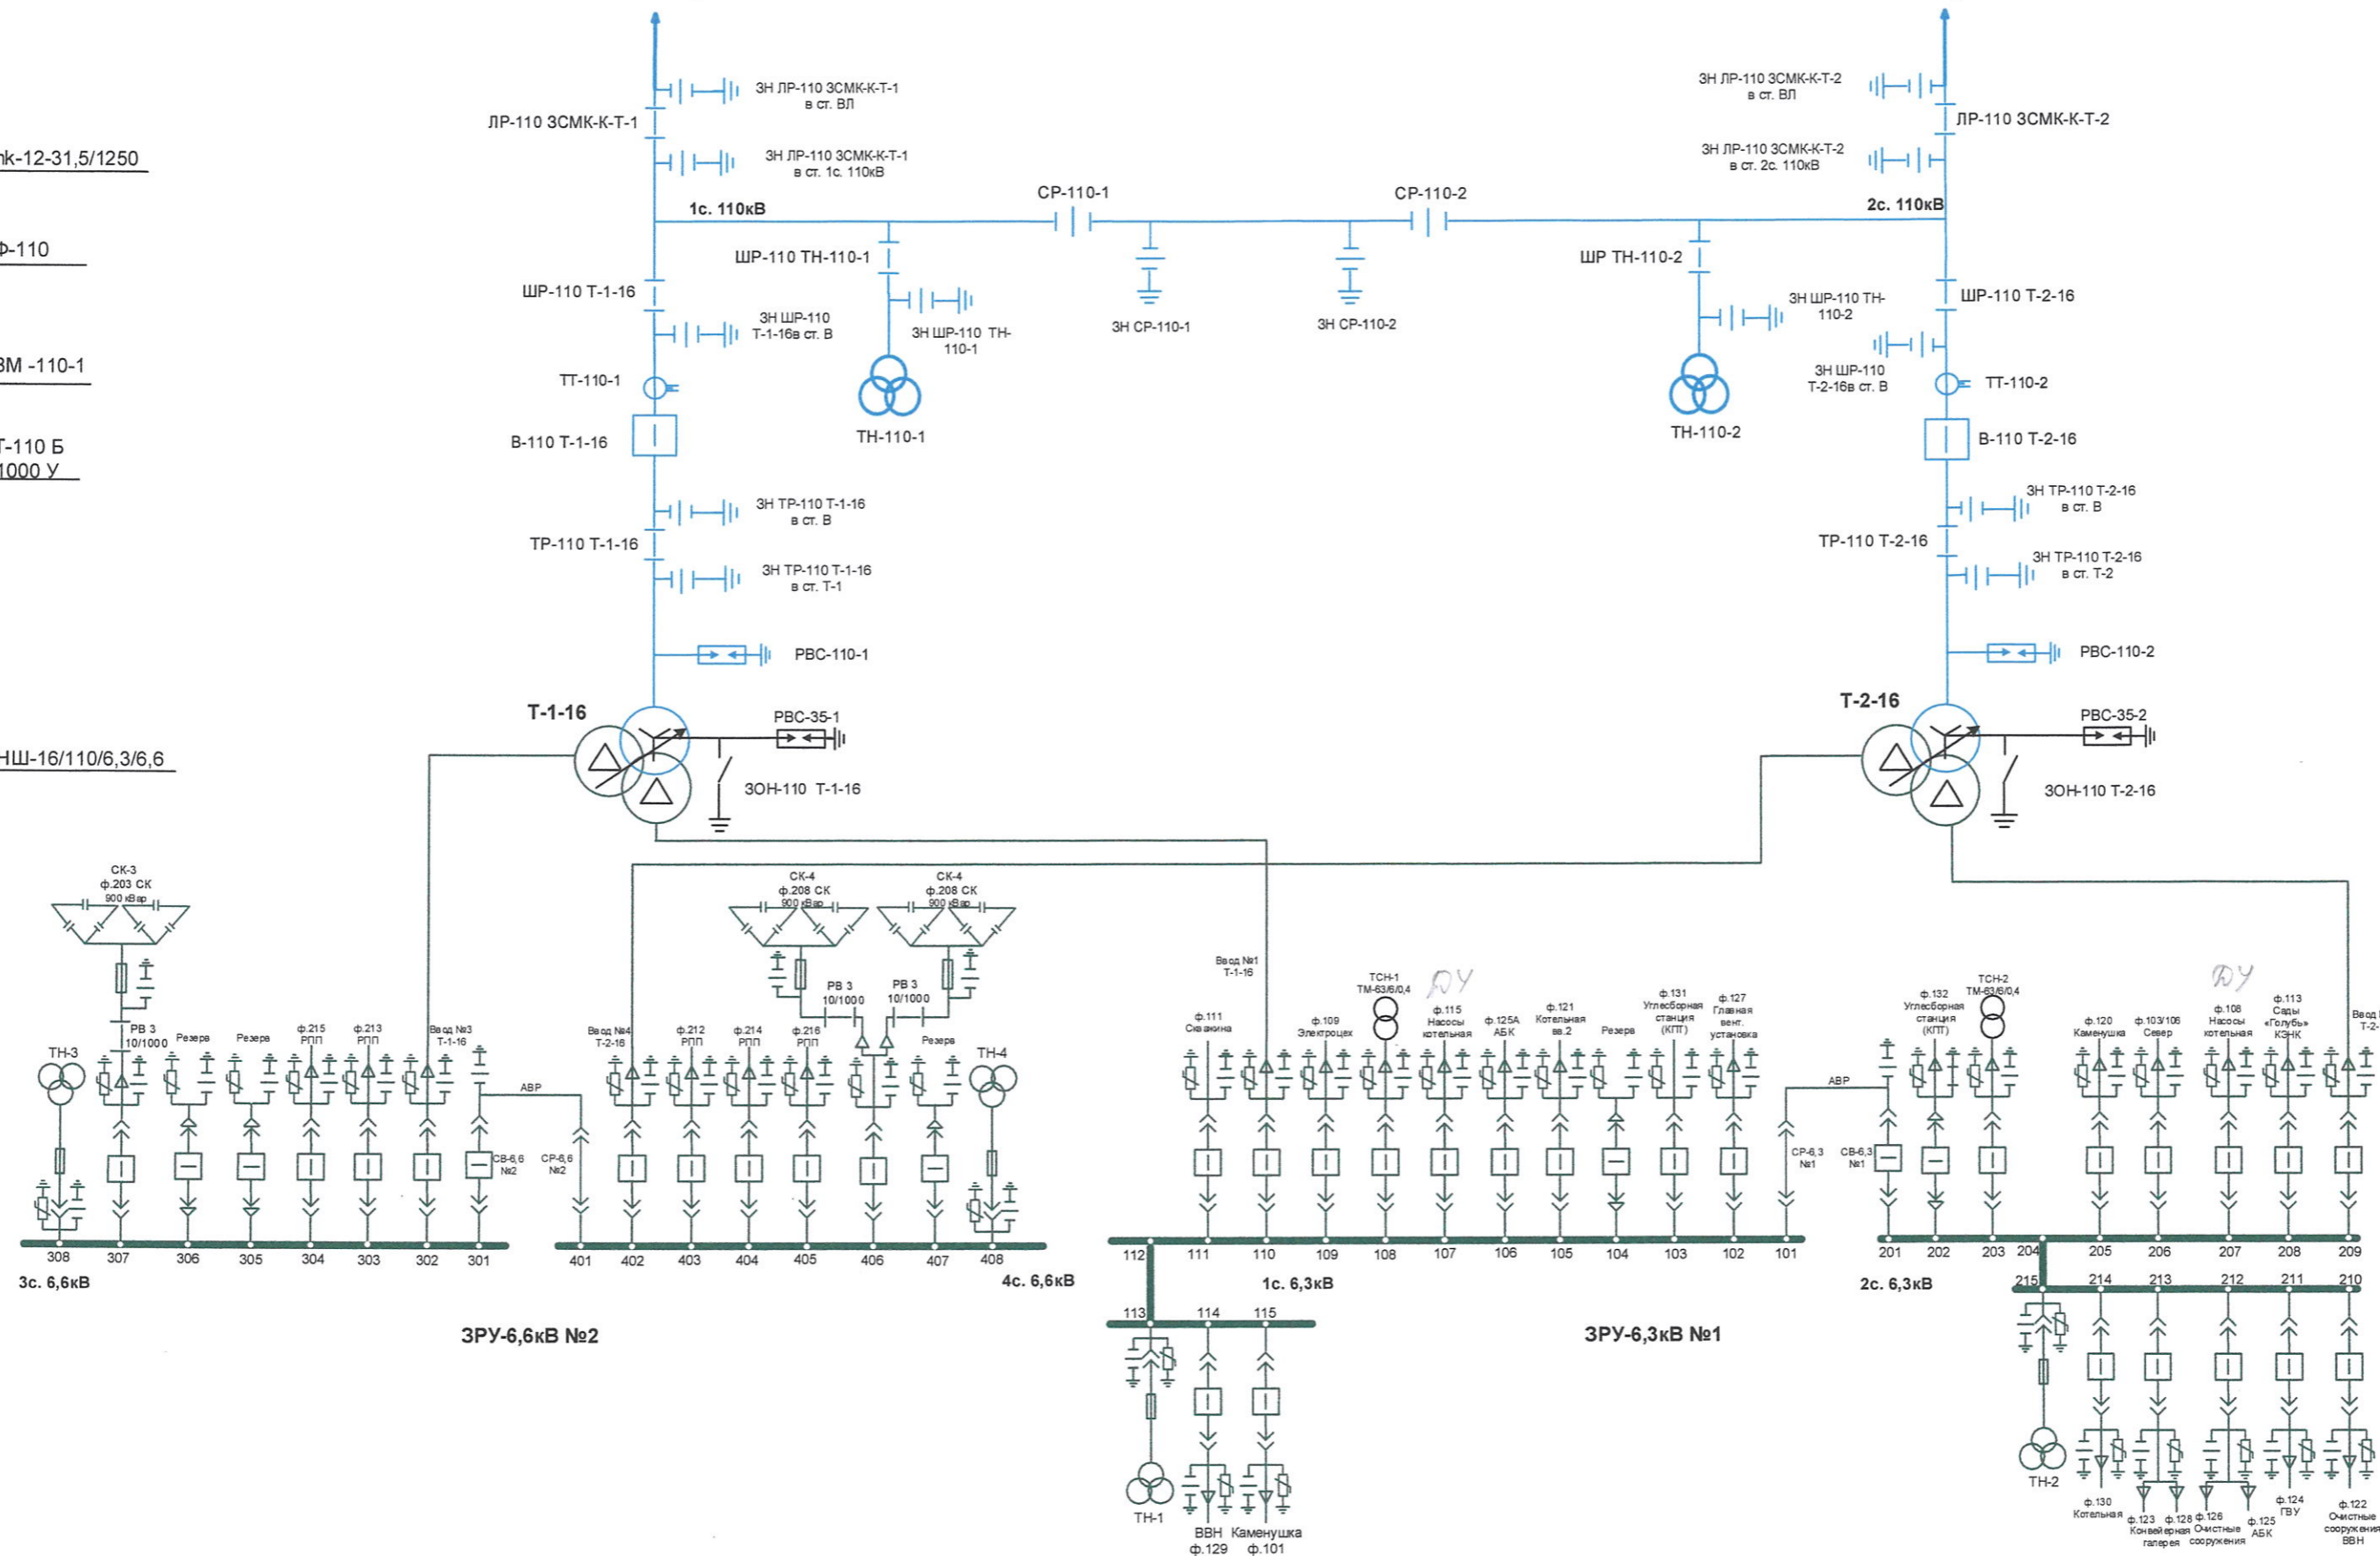 nk-12-31,5/1250
Ф-110
ЗМ -110-1
Т-110 Б
1000 У
НШ-16/110/6,3/6,6
ЗН ЛР-110 ЗСМК-К-Т-1
в ст. ВЛ
ЛР-110 ЗСМК-К-Т-1
ЗН ЛР-110 ЗСМК-К-Т-1
в ст. 1с. 110кВ
1с. 110кВ
СР-110-1
СР-110-2
ЗН ЛР-110 ЗСМК-К-Т-2
в ст. ВЛ
ЛР-110 ЗСМК-К-Т-2
ЗН ЛР-110 ЗСМК-К-Т-2
в ст. 2с. 110кВ
2с. 110кВ
ШР-110 ТН-110-1
ШР ТН-110-2
ШР-110 Т-1-16
ЗН ШР-110
Т-1-16в ст. В
ЗН ШР-110 ТН-
110-1
ЗН СР-110-1
ЗН СР-110-2
ЗН ШР-110 ТН-
110-2
ШР-110 Т-2-16
ЗН ШР-110
Т-2-16в ст. В
ТТ-110-1
ТТ-110-2
В-110 Т-1-16
ТН-110-1
ТН-110-2
В-110 Т-2-16
ЗН ТР-110 Т-1-16
в ст. В
ТР-110 Т-1-16
ЗН ТР-110 Т-1-16
в ст. Т-1
ЗН ТР-110 Т-2-16
в ст. В
ТР-110 Т-2-16
ЗН ТР-110 Т-2-16
в ст. Т-2
РВС-110-1
РВС-110-2
Т-1-16
РВС-35-1
ЗОН-110 Т-1-16
Т-2-16
РВС-35-2
ЗОН-110 Т-2-16
СК-3
ф.203 СК
900 кВар
СК-4
ф.208 СК
900 кВар
СК-4
ф.208 СК
900 кВар
РВ 3
10/1000
РВ 3
10/1000
РВ 3
10/1000
ТН-3
Резерв
Резерв
ф.215
РПП
ф.213
РПП
Ввод №3
Т-1-16
АВР
СВ-6,6
№2
СР-6,6
№2
Ввод №4
Т-2-16
ф.212
РПП
ф.214
РПП
ф.216
РПП
Резерв
ТН-4
308
307
306
305
304
303
302
301
401
402
403
404
405
406
407
408
3с. 6,6кВ
4с. 6,6кВ
ЗРУ-6,6кВ №2
ф.111
Скважина
Ввод №1
Т-1-16
ф.109
Электроцех
ТСН-1
ТМ-63/6/0,4
ДУ
ф.115
Насосы
котельная
ф.125А
АБК
ф.121
Котельная
вв.2
Резерв
ф.131
Углесборная
станция
(КПТ)
ф.127
Главная
вент.
установка
АВР
СР-6,3
№1
СВ-6,3
№1
ф.132
Углесборная
станция
(КПТ)
ТСН-2
ТМ-63/6/0,4
ф.120
Каменушка
ф.103/106
Север
ДУ
ф.108
Насосы
котельная
ф.113
Сады
«Голубь»
КЭНК
Ввод
Т-2-
112
111
110
109
108
107
106
105
104
103
102
101
201
202
203
204
205
206
207
208
209
1с. 6,3кВ
2с. 6,3кВ
113
114
115
215
214
213
212
211
210
ЗРУ-6,3кВ №1
ТН-1
ВВН
ф.129
Каменушка
ф.101
ТН-2
ф.130
Котельная
ф.123
ф.128
Конвейерная
галерея
ф.126
Очистные
сооружения
ф.125
АБК
ф.124
ГВУ
ф.122
Очистные
сооружения
ВВН